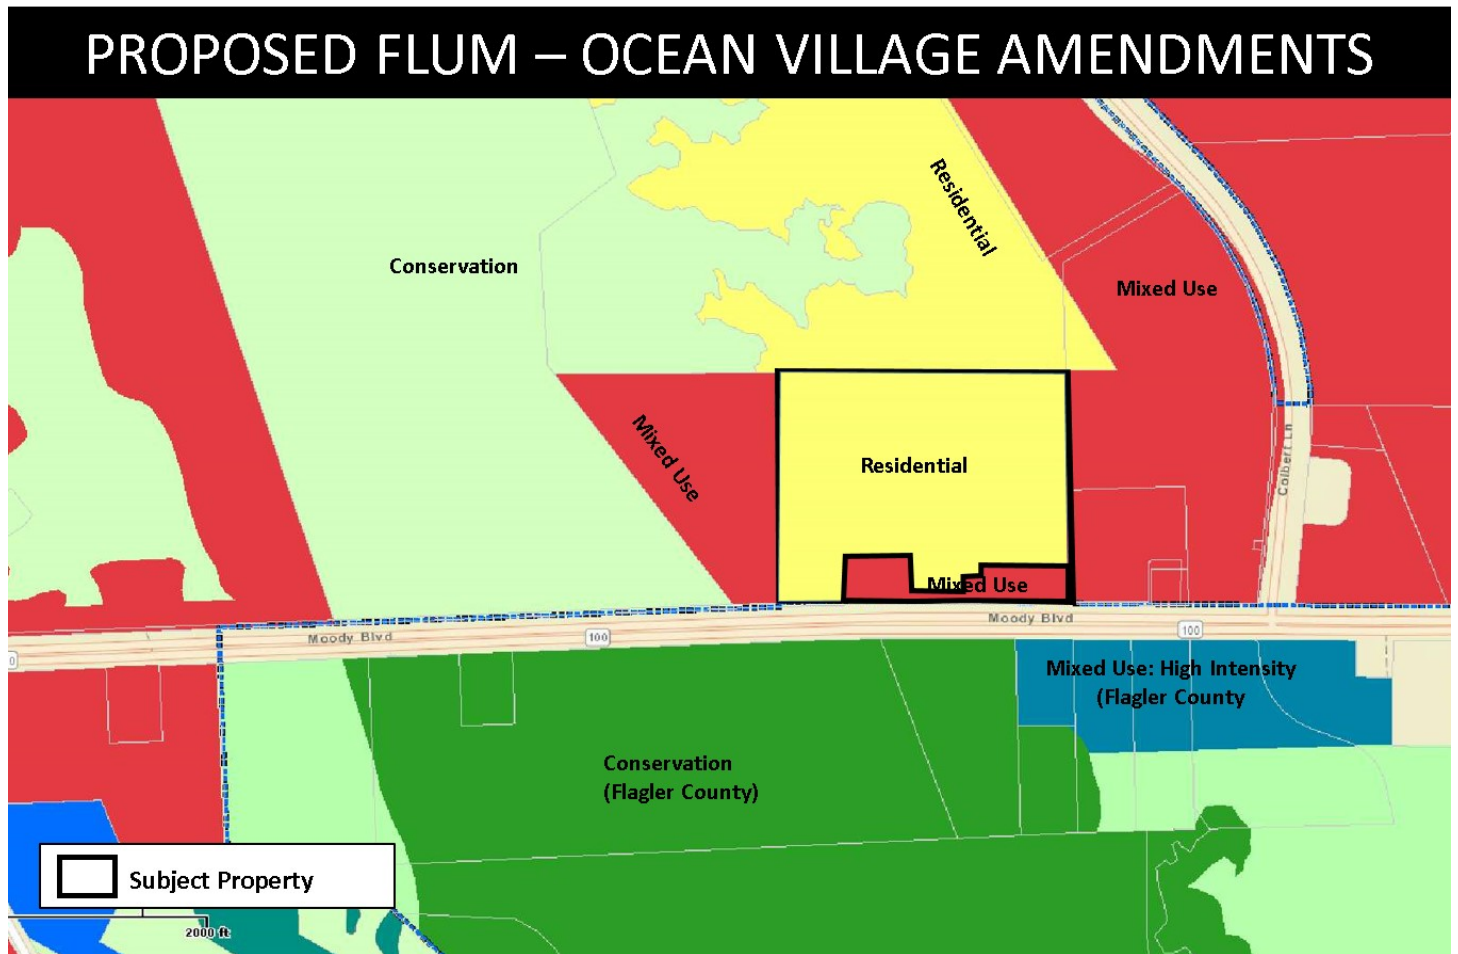 PROPOSED FLUM – OCEAN VILLAGE AMENDMENTS
Residential
Conservation
Mixed Use
Mixed Use
Colbert Ln
Residential
Mixed Use
Moody Blvd
100
Moody Blvd
100
0
Mixed Use: High Intensity
(Flagler County
Conservation
(Flagler County)
Subject Property
2000 ft